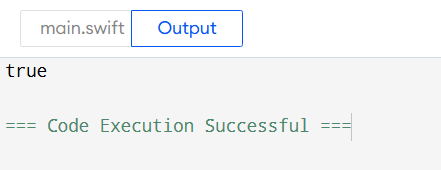 main.swift Output
true
=== Code Execution Successful ===